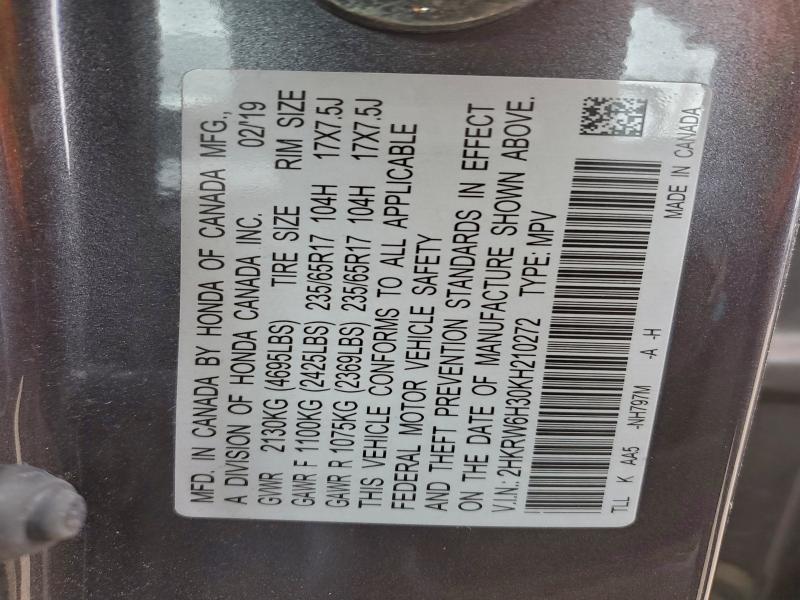 MFD. IN CANADA BY HONDA OF CANADA MFG.,
A DIVISION OF HONDA CANADA INC. 02/19
GVWR 2130KG (4695LBS) TIRE SIZE RIM SIZE
GAWR F 1100KG (2425LBS) 235/65R17 104H 17X7.5J
GAWR R 1075KG (2369LBS) 235/65R17 104H 17X7.5J
THIS VEHICLE CONFORMS TO ALL APPLICABLE
FEDERAL MOTOR VEHICLE SAFETY
AND THEFT PREVENTION STANDARDS IN EFFECT
ON THE DATE OF MANUFACTURE SHOWN ABOVE.
V.I.N.: 2HKRW6H30KH210272 TYPE: MPV
TLL K AA5 -NH797M -A -H
MADE IN CANADA